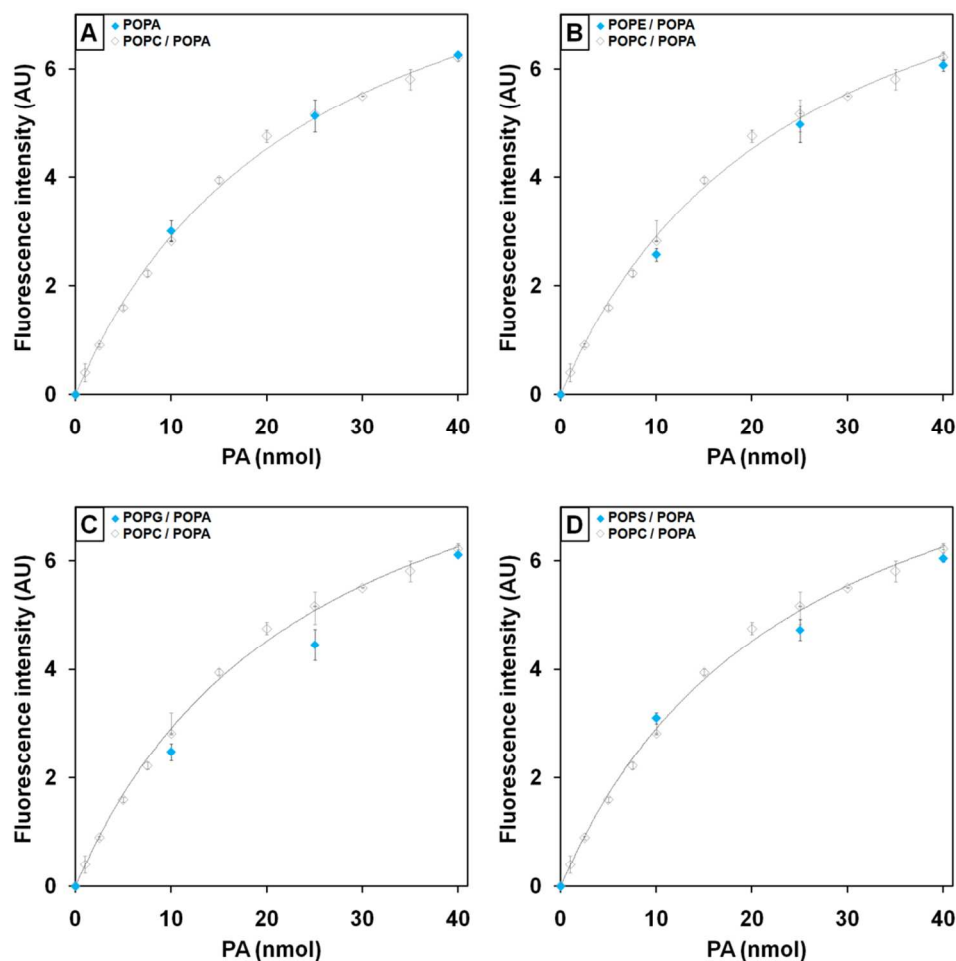 A
POPA
POPC / POPA
Fluorescence intensity (AU)
6
4
2
0
0 10 20 30 40
PA (nmol)
B
POPE / POPA
POPC / POPA
Fluorescence intensity (AU)
6
4
2
0
0 10 20 30 40
PA (nmol)
C
POPG / POPA
POPC / POPA
Fluorescence intensity (AU)
6
4
2
0
0 10 20 30 40
PA (nmol)
D
POPS / POPA
POPC / POPA
Fluorescence intensity (AU)
6
4
2
0
0 10 20 30 40
PA (nmol)